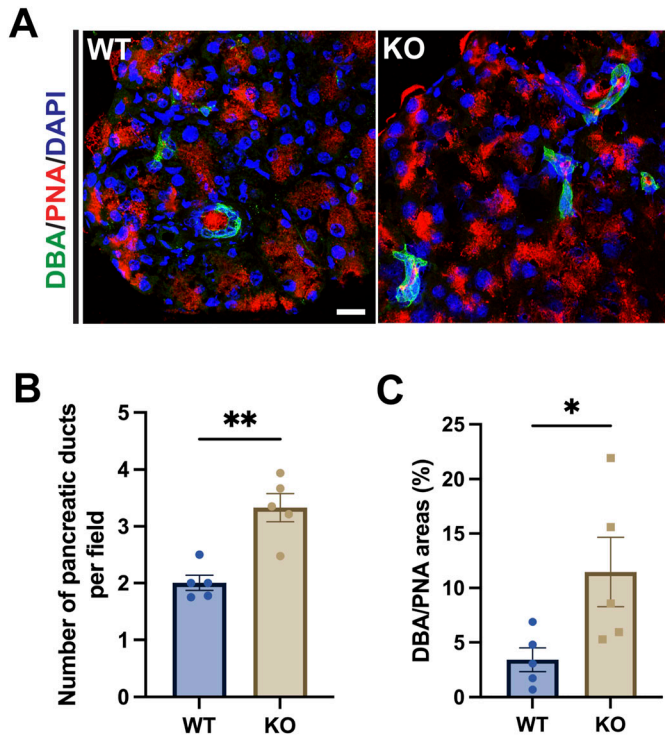 A
WT
KO
DBA/PNA/DAPI
B
Number of pancreatic ducts
per field
5
4
3
2
1
0
**
WT
KO
C
DBA/PNA areas (%)
25
20
15
10
5
0
*
WT
KO